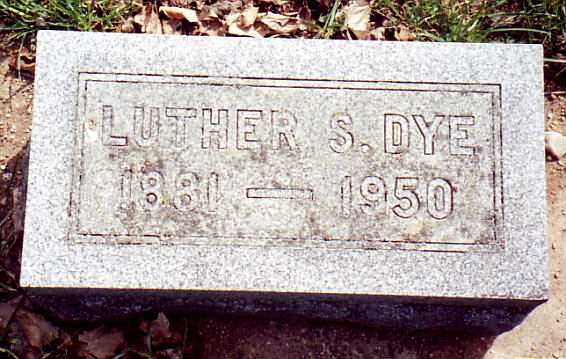 LUTHER S. DYE
1881 — 1950